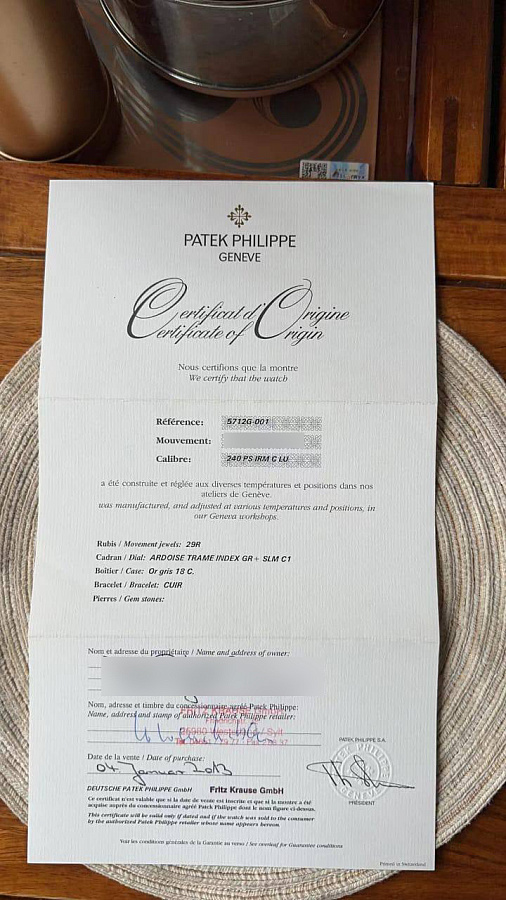 PATEK PHILIPPE
GENEVE
Certificat d'Origine
Certificate of Origin
Nous certifions que la montre
We certify that the watch
Référence: 5712G-001
Mouvement:
Calibre: 240 PS IRM C LU
a été construite et réglée aux diverses températures et positions dans nos
ateliers de Genève.
was manufactured, and adjusted at various temperatures and positions, in
our Geneva workshops.
Rubis / Movement jewels: 29R
Cadran / Dial: ARDOISE TRAME INDEX GR+ SLM C1
Boîtier / Case: Or gris 18 C.
Bracelet / Bracelet: CUIR
Pierres / Gem stones:
Nom et adresse du propriétaire / Name and address of owner:
Nom, adresse et timbre du concessionnaire agréé Patek Philippe:
Name, address and stamp of authorized Patek Philippe retailer:
FRITZ KRAUSE GmbH
25980 Westerland / Sylt
Date de la vente / Date of purchase:
04. Januar 2013
DEUTSCHE PATEK PHILIPPE GmbH Fritz Krause GmbH
Ce certificat n'est valable que si la date de vente est inscrite et que si la montre a été
acquise auprès du concessionnaire agréé Patek Philippe dont le nom figure ci-dessus.
This certificate will be valid only if dated and if the watch was sold to the consumer
by the authorized Patek Philippe retailer whose name appears hereon.
PATEK PHILIPPE S.A.
PATEK PHILIPPE
GENEVE
PRESIDENT
Voir les conditions générales de la Garantie au verso / See overleaf for Guarantee conditions
Printed in Switzerland